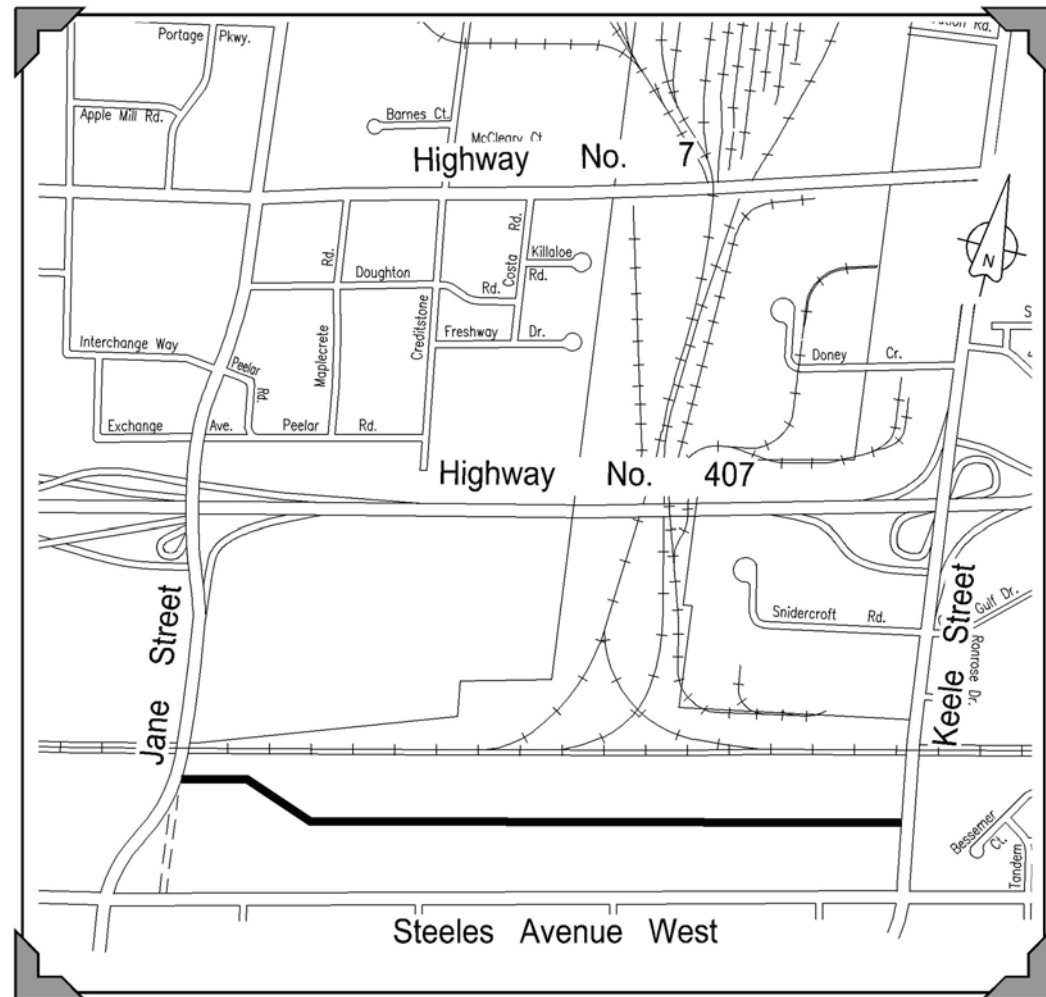 Portage Pkwy.
Apple Mill Rd.
Barnes Ct.
McCleary Ct
Highway No. 7
Rd.
Rd.
Costa
Killaloe
Rd.
Doughton
Rd.
N
Interchange Way
Maplecrete
Creditstone
Freshway Dr.
Doney Cr.
Peelar
Rd.
Exchange Ave.
Peelar Rd.
Highway No. 407
Jane Street
Snidercroft Rd.
Gulf Dr.
Keele Street
Ronrose Dr.
Bessemer
Ct.
Tandem
Steeles Avenue West